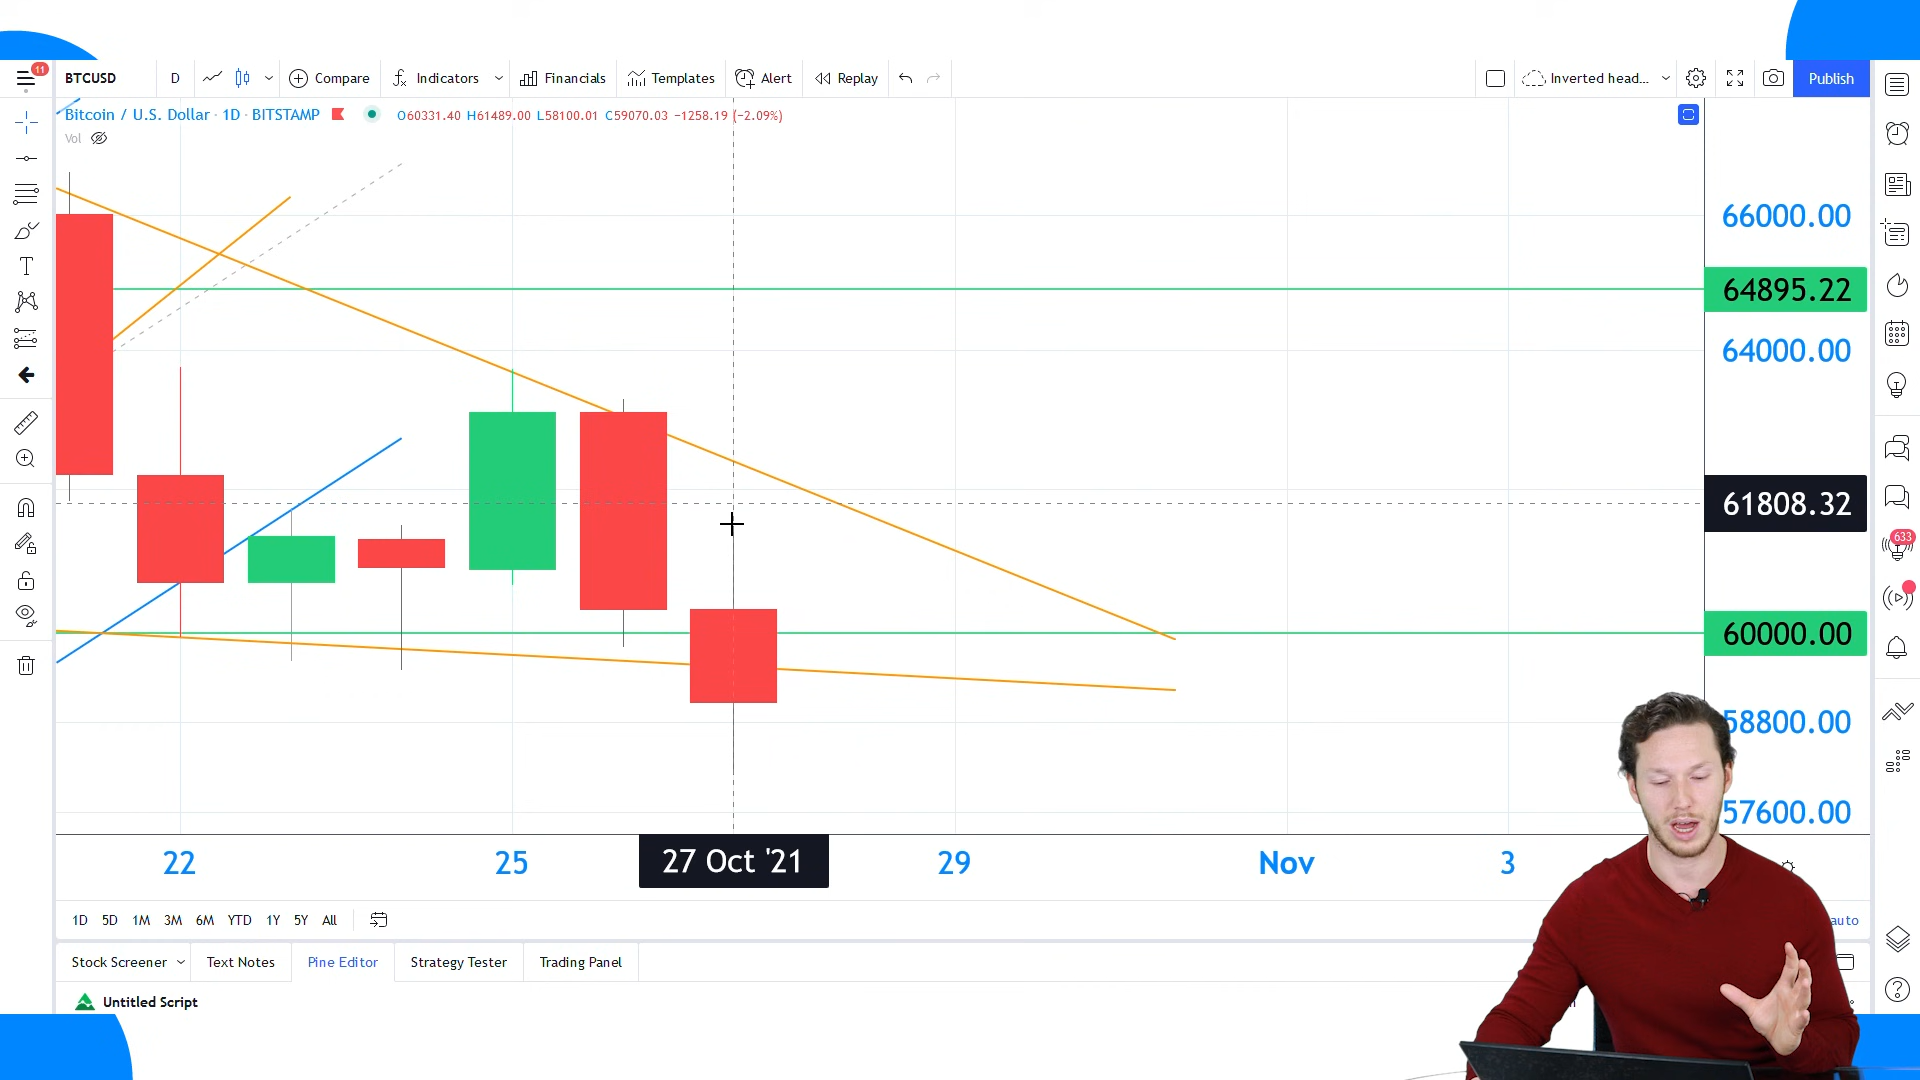 11
BTCUSD D Compare Indicators Financials Templates Alert Replay Inverted head... Publish
Bitcoin / U.S. Dollar · 1D · BITSTAMP O60331.40 H61489.00 L58100.01 C59070.03 −1258.19 (−2.09%)
Vol
66000.00
64895.22
64000.00
61808.32
633
60000.00
58800.00
57600.00
22 25 27 Oct '21 29 Nov 3
1D 5D 1M 3M 6M YTD 1Y 5Y All auto
Stock Screener Text Notes Pine Editor Strategy Tester Trading Panel
Untitled Script